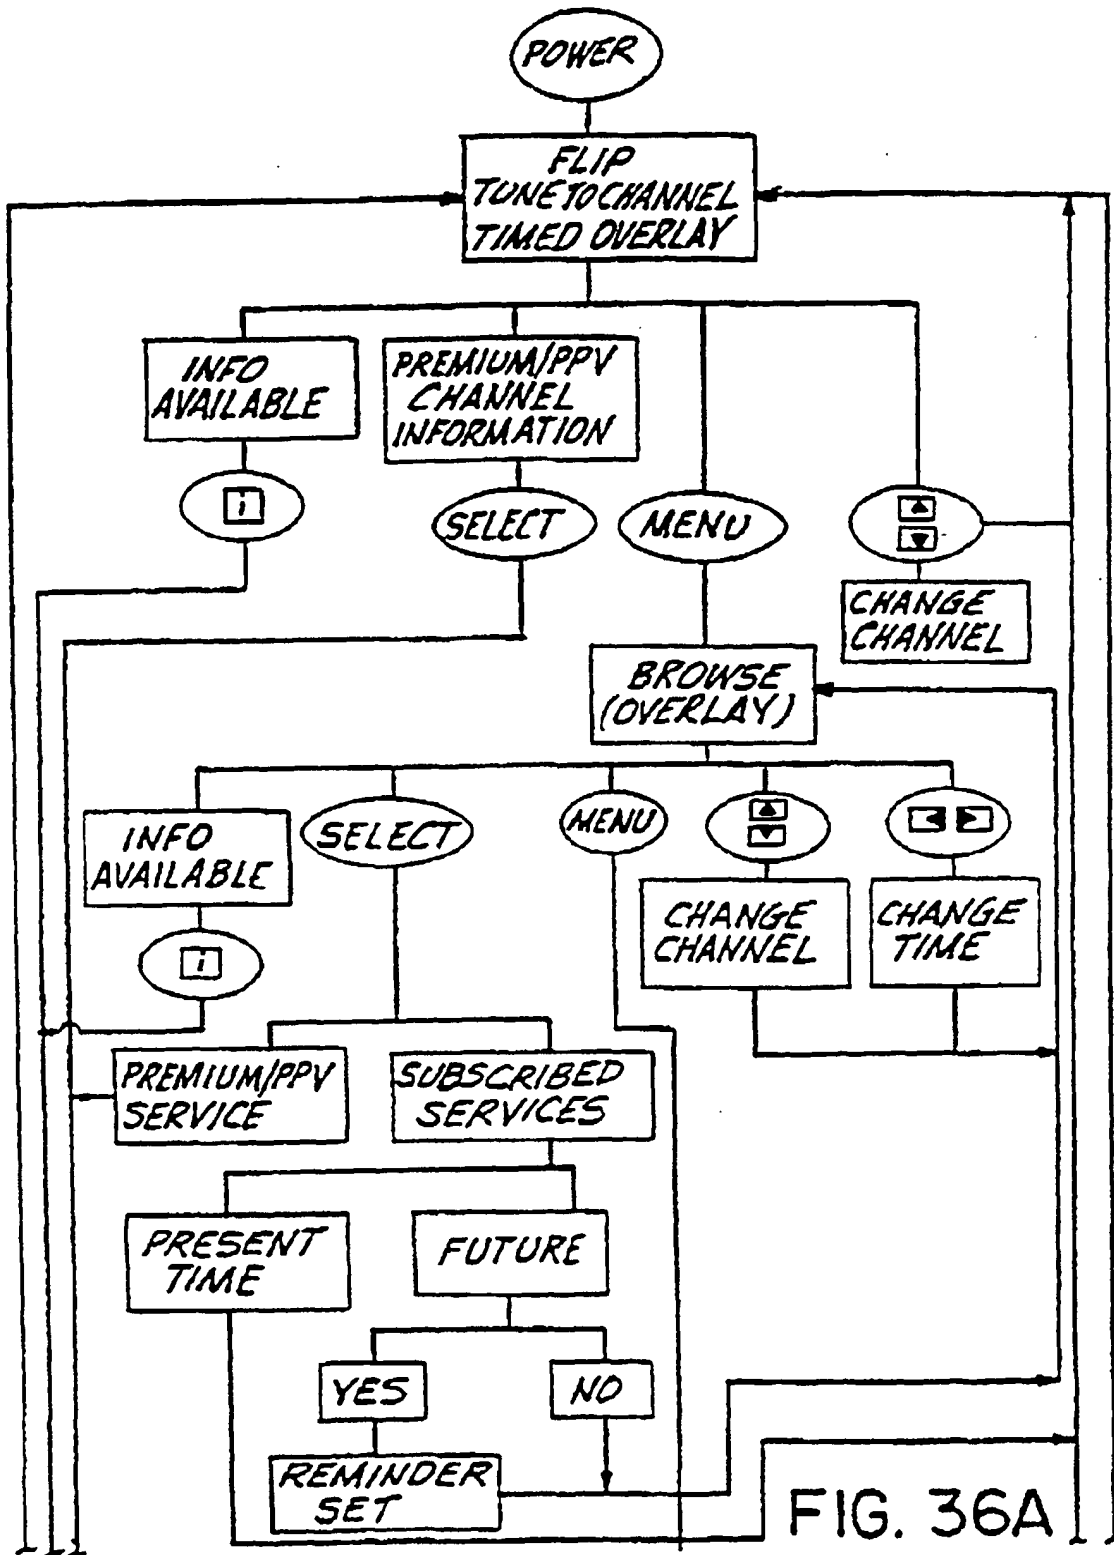 POWER
FLIP
TUNE TO CHANNEL
TIMED OVERLAY
INFO
AVAILABLE
PREMIUM/PPV
CHANNEL
INFORMATION
i
SELECT
MENU
CHANGE
CHANNEL
BROWSE
(OVERLAY)
INFO
AVAILABLE
SELECT
MENU
CHANGE
CHANNEL
CHANGE
TIME
i
PREMIUM/PPV
SERVICE
SUBSCRIBED
SERVICES
PRESENT
TIME
FUTURE
YES
NO
REMINDER
SET
FIG. 36A